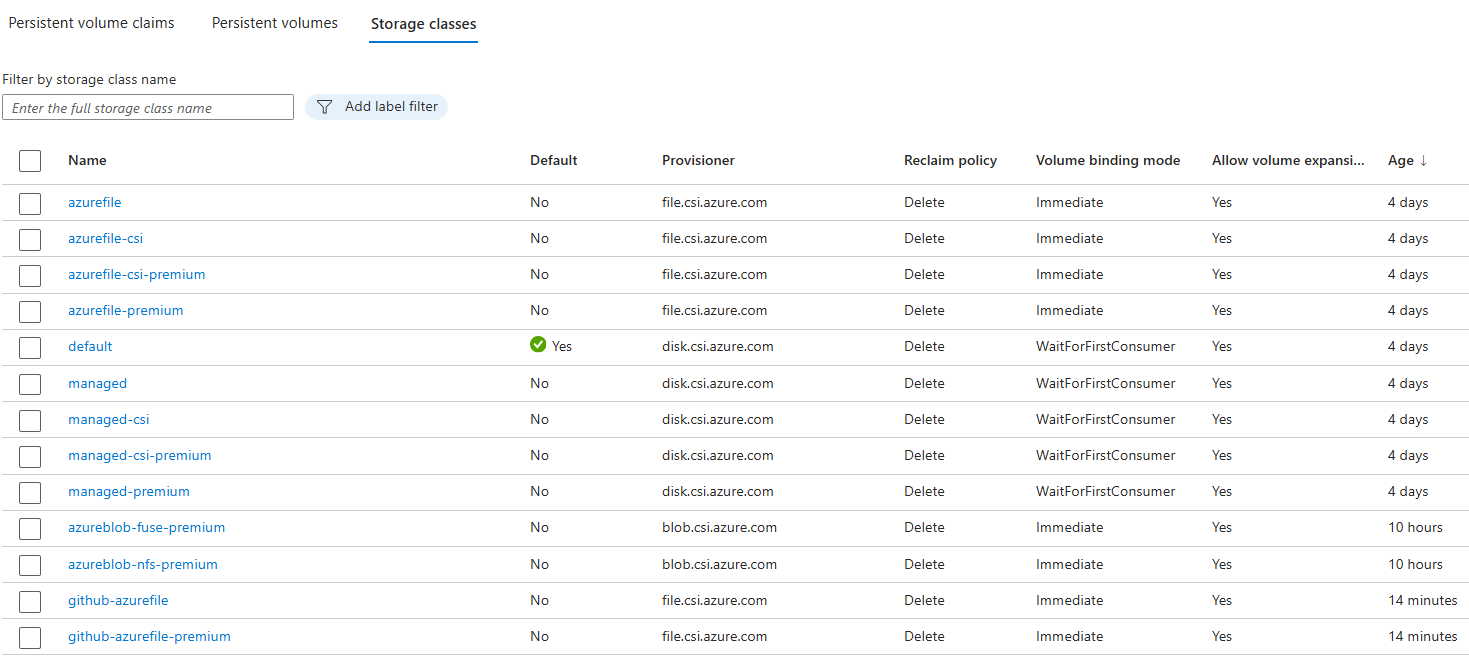 Persistent volume claims Persistent volumes Storage classes
Filter by storage class name
Enter the full storage class name Add label filter
Name Default Provisioner Reclaim policy Volume binding mode Allow volume expansi... Age ↓
azurefile No file.csi.azure.com Delete Immediate Yes 4 days
azurefile-csi No file.csi.azure.com Delete Immediate Yes 4 days
azurefile-csi-premium No file.csi.azure.com Delete Immediate Yes 4 days
azurefile-premium No file.csi.azure.com Delete Immediate Yes 4 days
default Yes disk.csi.azure.com Delete WaitForFirstConsumer Yes 4 days
managed No disk.csi.azure.com Delete WaitForFirstConsumer Yes 4 days
managed-csi No disk.csi.azure.com Delete WaitForFirstConsumer Yes 4 days
managed-csi-premium No disk.csi.azure.com Delete WaitForFirstConsumer Yes 4 days
managed-premium No disk.csi.azure.com Delete WaitForFirstConsumer Yes 4 days
azureblob-fuse-premium No blob.csi.azure.com Delete Immediate Yes 10 hours
azureblob-nfs-premium No blob.csi.azure.com Delete Immediate Yes 10 hours
github-azurefile No file.csi.azure.com Delete Immediate Yes 14 minutes
github-azurefile-premium No file.csi.azure.com Delete Immediate Yes 14 minutes